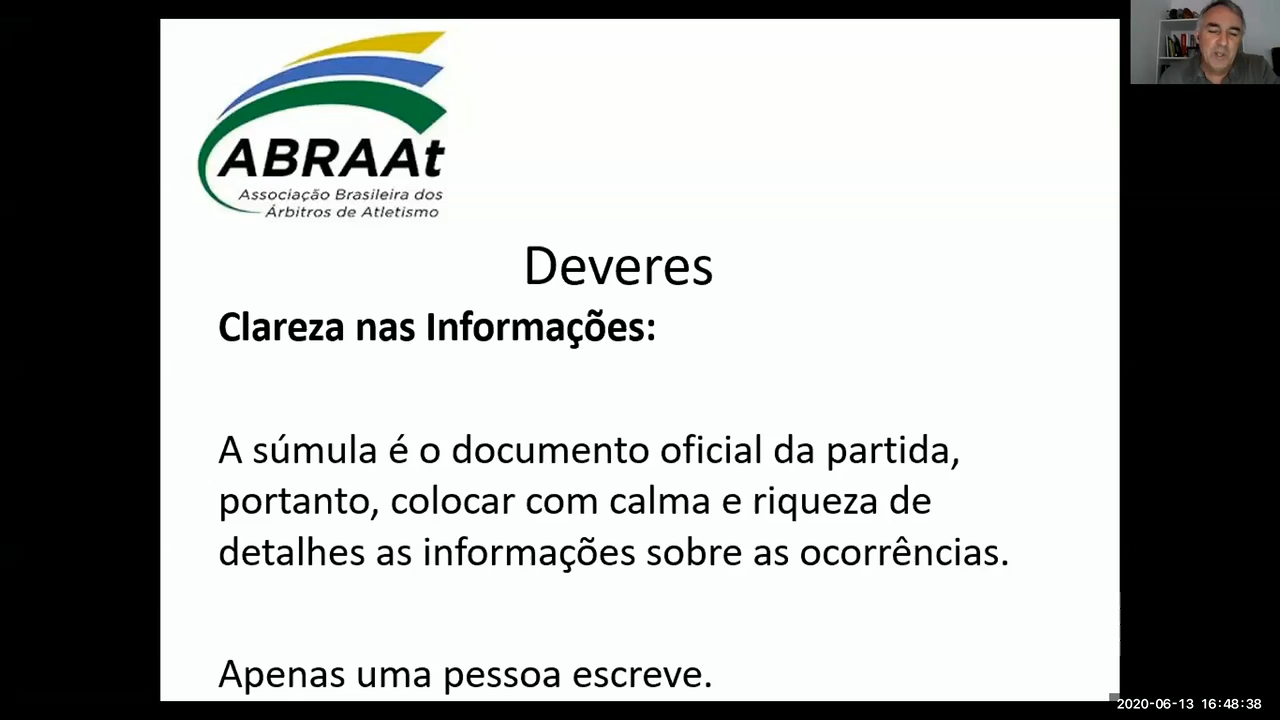 ABRAAt
Associação Brasileira dos
Árbitros de Atletismo
Deveres
Clareza nas Informações:
A súmula é o documento oficial da partida,
portanto, colocar com calma e riqueza de
detalhes as informações sobre as ocorrências.
Apenas uma pessoa escreve.
2020-06-13 16:48:38